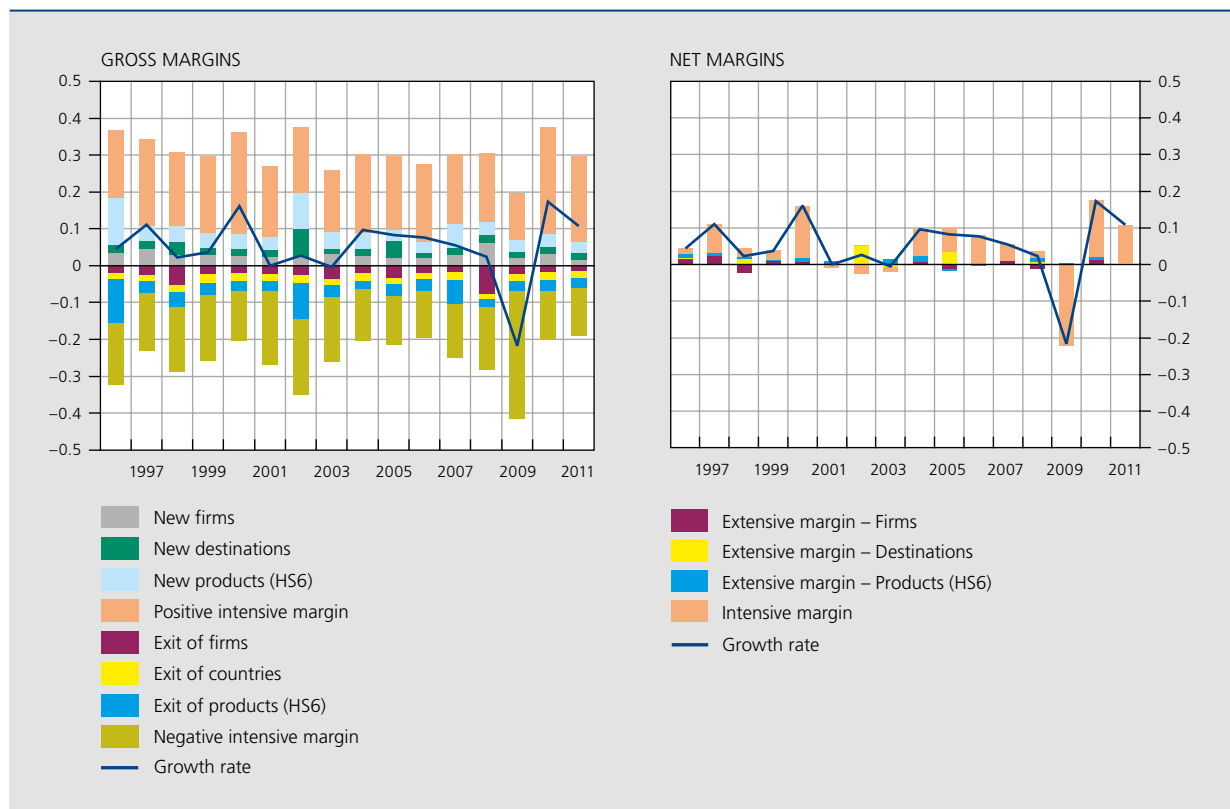 GROSS MARGINS
0.5
0.4
0.3
0.2
0.1
0
−0.1
−0.2
−0.3
−0.4
−0.5
1997 1999 2001 2003 2005 2007 2009 2011
New firms
New destinations
New products (HS6)
Positive intensive margin
Exit of firms
Exit of countries
Exit of products (HS6)
Negative intensive margin
Growth rate
NET MARGINS
0.5
0.4
0.3
0.2
0.1
0
−0.1
−0.2
−0.3
−0.4
−0.5
1997 1999 2001 2003 2005 2007 2009 2011
Extensive margin – Firms
Extensive margin – Destinations
Extensive margin – Products (HS6)
Intensive margin
Growth rate